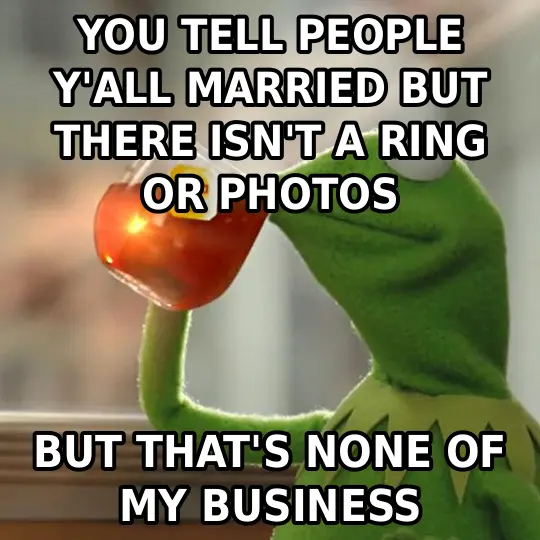 YOU TELL PEOPLE
Y'ALL MARRIED BUT
THERE ISN'T A RING
OR PHOTOS
BUT THAT'S NONE OF
MY BUSINESS